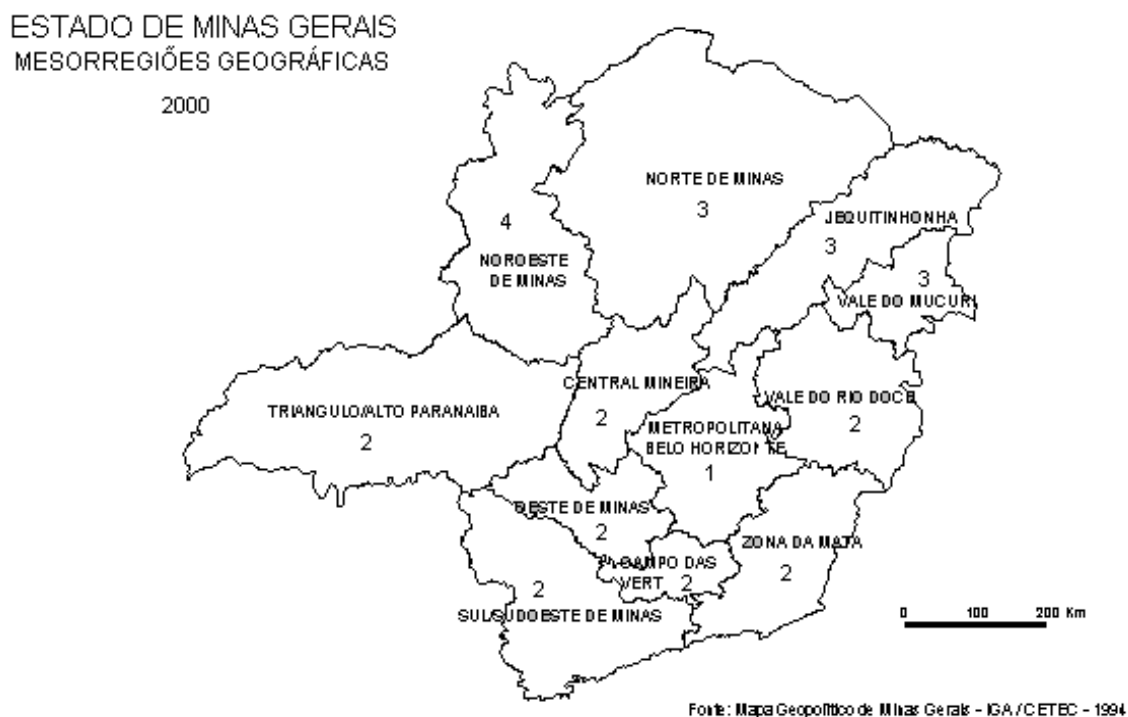 ESTADO DE MINAS GERAIS
MESORREGIÕES GEOGRÁFICAS
2000
NORTE DE MINAS
3
JEQUITINHONHA
3
4
NOROESTE
DE MINAS
3
VALE DO MUCURI
CENTRAL MINEIRA
2
TRIANGULO/ALTO PARANAIBA
2
VALE DO RIO DOCE
2
METROPOLITANA
BELO HORIZONTE
1
OESTE DE MINAS
2
ZONA DA MATA
2
CAMPO DAS
VERT
2
2
SUL/SUDOESTE DE MINAS
0 100 200 Km
Fonte: Mapa Geopolítico de Minas Gerais - IGA / CETEC - 1994